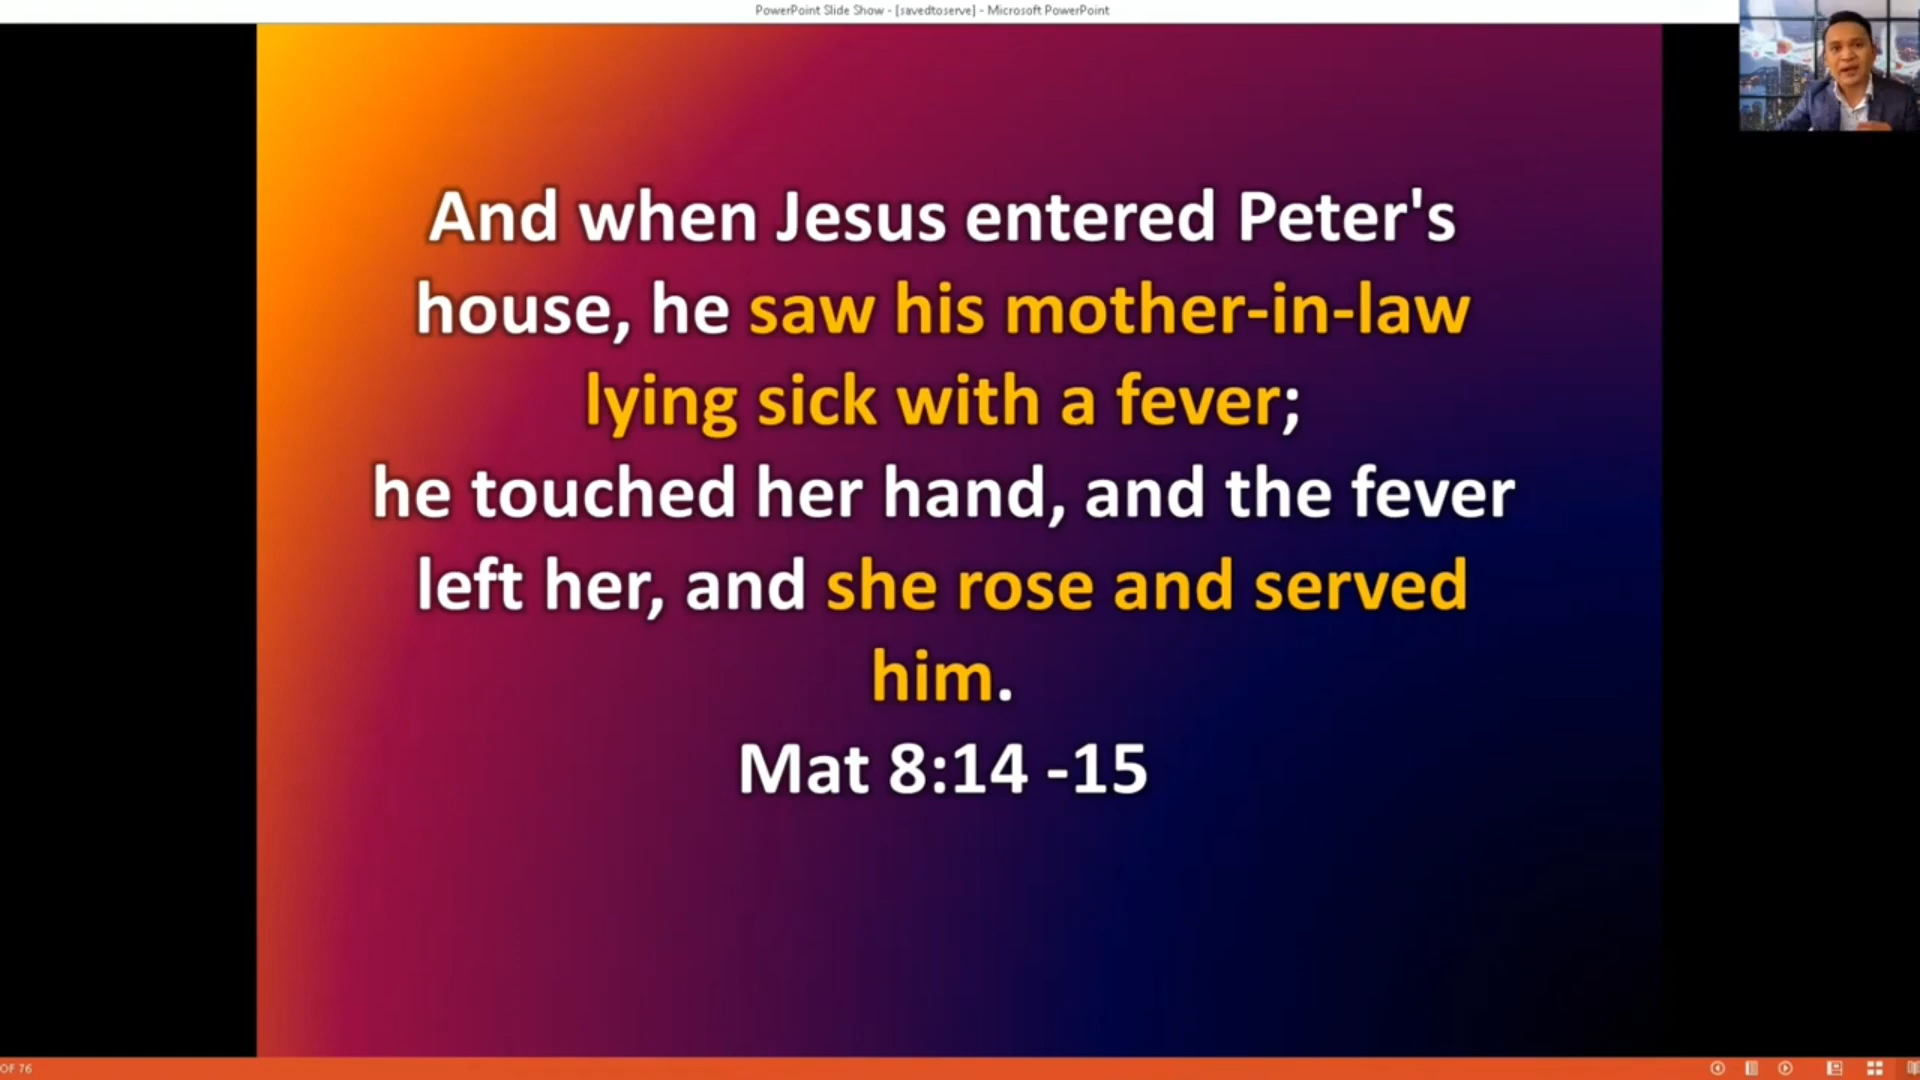 PowerPoint Slide Show - [savedtoserve] - Microsoft PowerPoint
And when Jesus entered Peter's
house, he saw his mother-in-law
lying sick with a fever;
he touched her hand, and the fever
left her, and she rose and served
him.
Mat 8:14 -15
OF 76